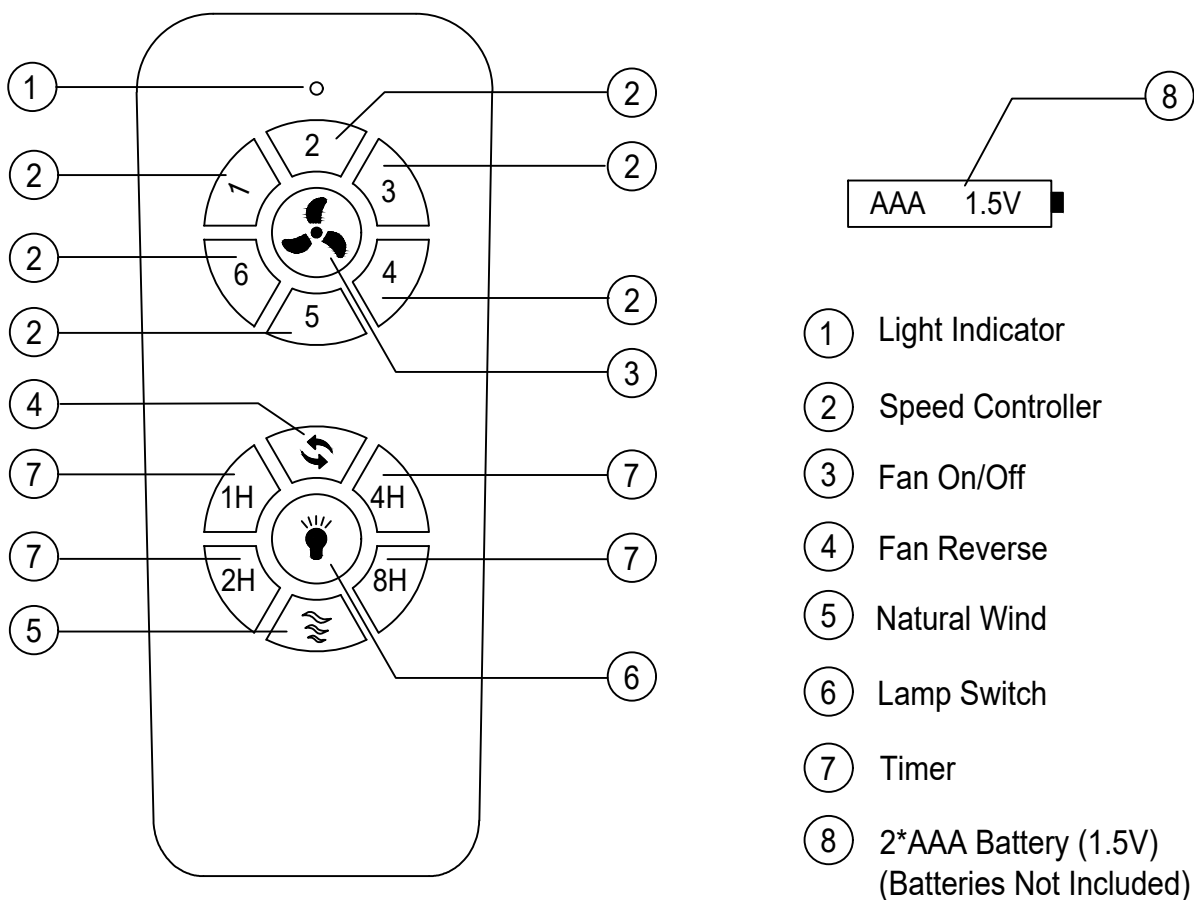 1
2
8
2
2
1
2
3
AAA 1.5V
2
6
4
2
5
2
3
4
7
1H
4H
7
7
2H
8H
7
5
6
1 Light Indicator
2 Speed Controller
3 Fan On/Off
4 Fan Reverse
5 Natural Wind
6 Lamp Switch
7 Timer
8 2*AAA Battery (1.5V)
(Batteries Not Included)